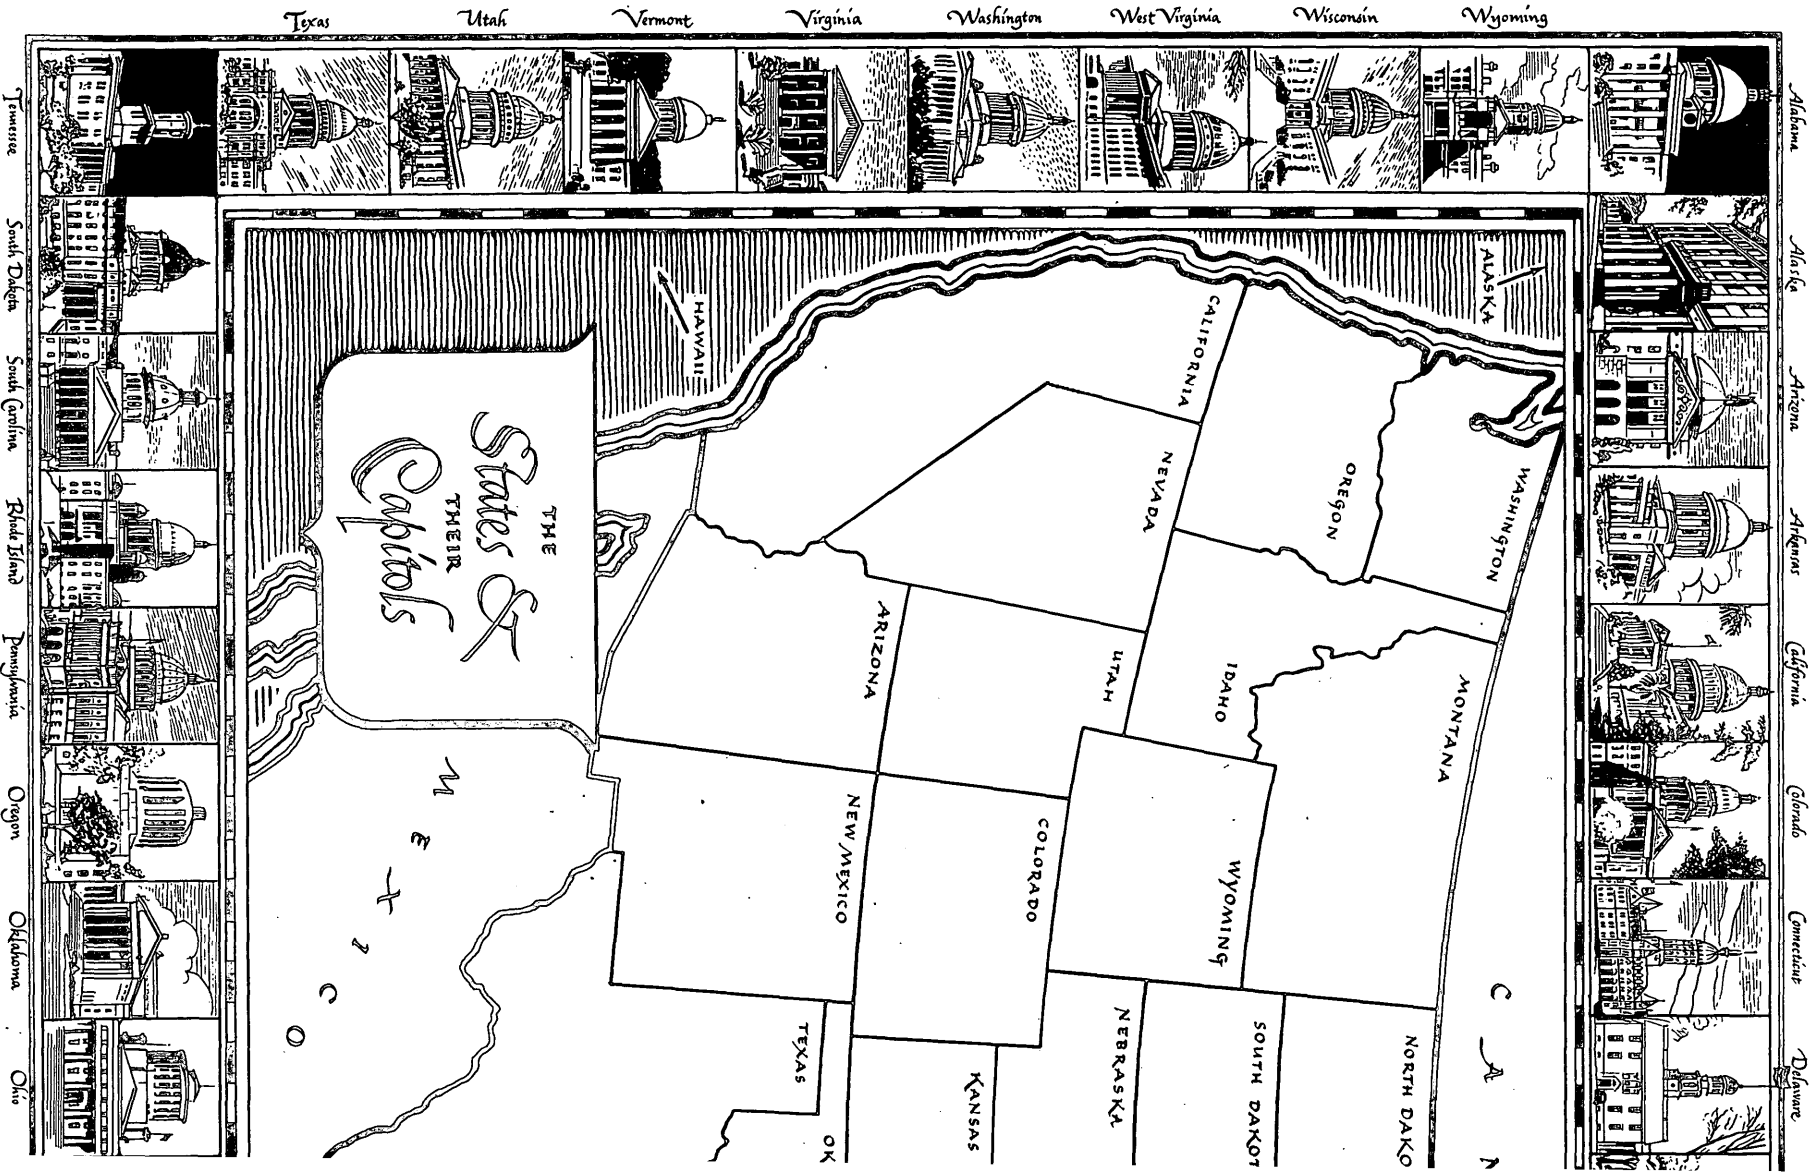 Texas
Utah
Vermont
Virginia
Washington
West Virginia
Wisconsin
Wyoming
Alabama
Alaska
Arizona
Arkansas
California
Colorado
Connecticut
Delaware
Tennessee
South Dakota
South Carolina
Rhode Island
Pennsylvania
Oregon
Oklahoma
Ohio
THE
States &
THEIR
Capitols
ALASKA
HAWAII
WASHINGTON
OREGON
CALIFORNIA
NEVADA
IDAHO
MONTANA
UTAH
ARIZONA
WYOMING
COLORADO
NEW MEXICO
NORTH DAKO
SOUTH DAKOT
NEBRASKA
KANSAS
TEXAS
OK
MEXICO
CAN